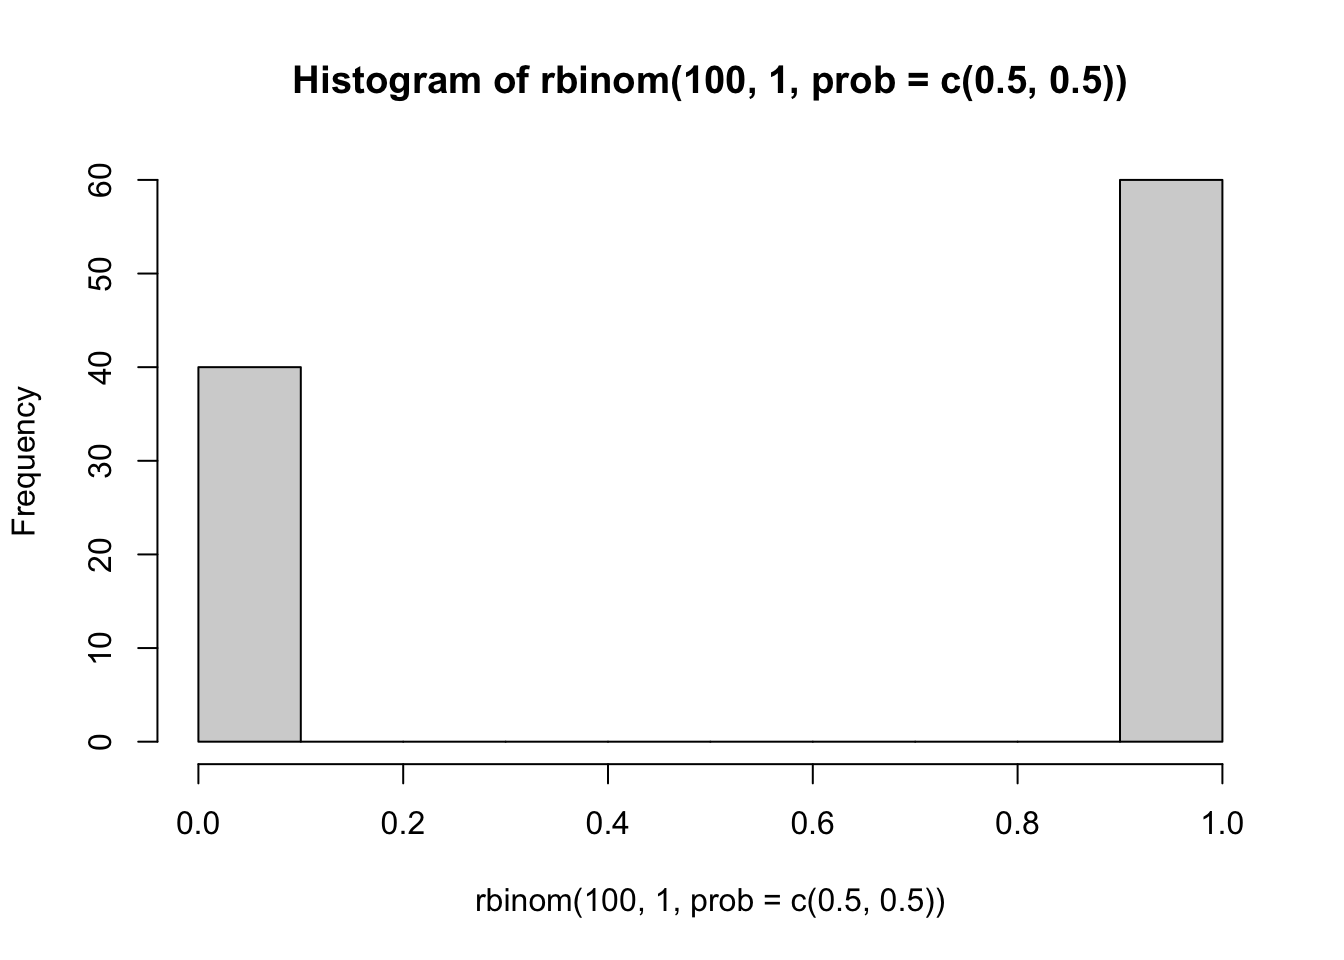 Histogram of rbinom(100, 1, prob = c(0.5, 0.5))
Frequency
60
50
40
30
20
10
0
0.0 0.2 0.4 0.6 0.8 1.0
rbinom(100, 1, prob = c(0.5, 0.5))